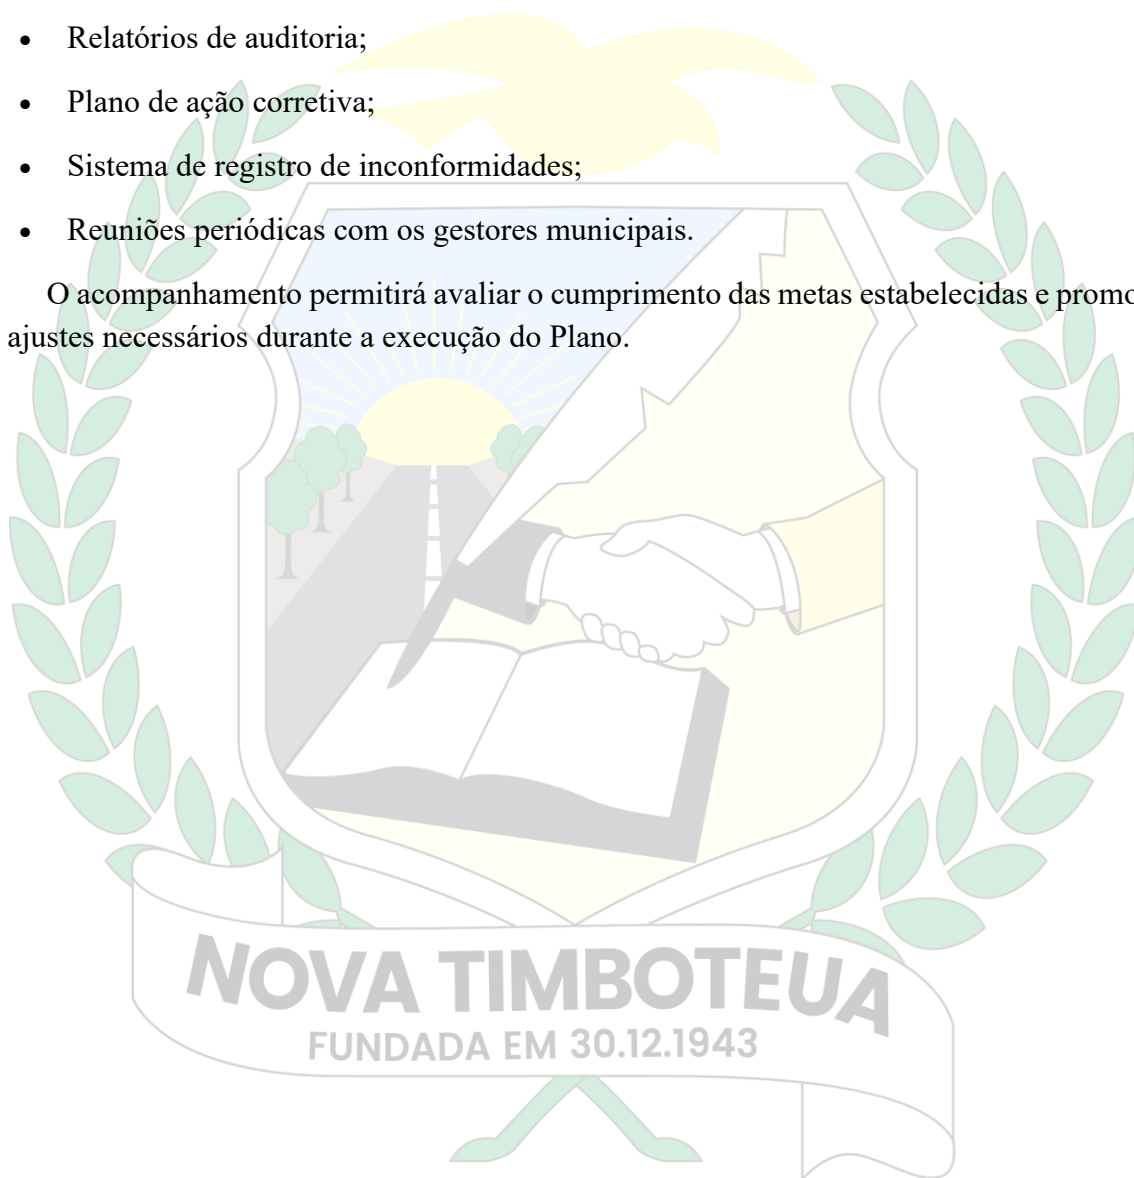 • Relatórios de auditoria;
• Plano de ação corretiva;
• Sistema de registro de inconformidades;
• Reuniões periódicas com os gestores municipais.
O acompanhamento permitirá avaliar o cumprimento das metas estabelecidas e promo
ajustes necessários durante a execução do Plano.
NOVA TIMBOTEUA
FUNDADA EM 30.12.1943